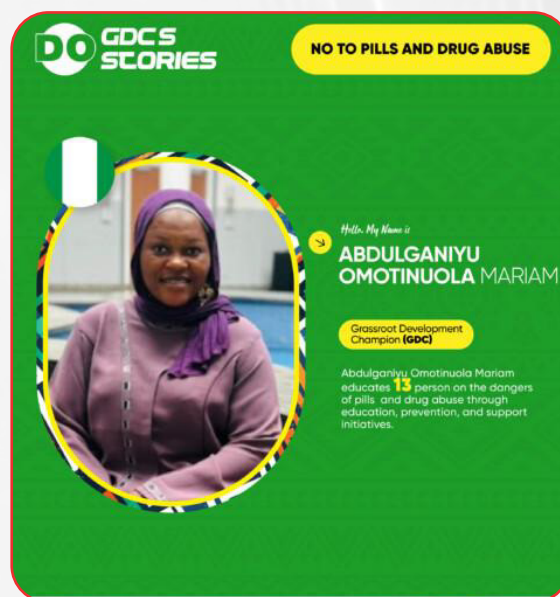 DO GDCS
STORIES
NO TO PILLS AND DRUG ABUSE
Hello, My Name is
ABDULGANIYU
OMOTINUOLA MARIAM
Grassroot Development
Champion (GDC)
Abdulganiyu Omotinuola Mariam
educates 13 person on the dangers
of pills and drug abuse through
education, prevention, and support
initiatives.